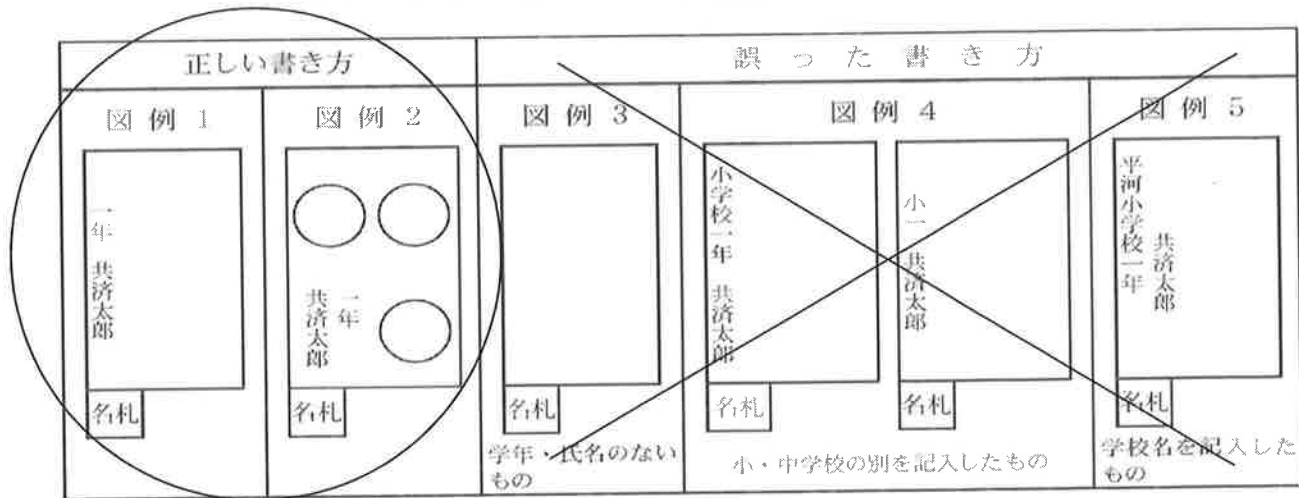 正しい書き方
誤った書き方
図例1
図例2
図例3
図例4
図例5
一年 共済太郎
名札
一年
共済太郎
名札
名札
学年・氏名のない
もの
小学校一年 共済太郎
名札
小一 共済太郎
名札
小・中学校の別を記入したもの
平河小学校一年
共済太郎
名札
学校名を記入した
もの